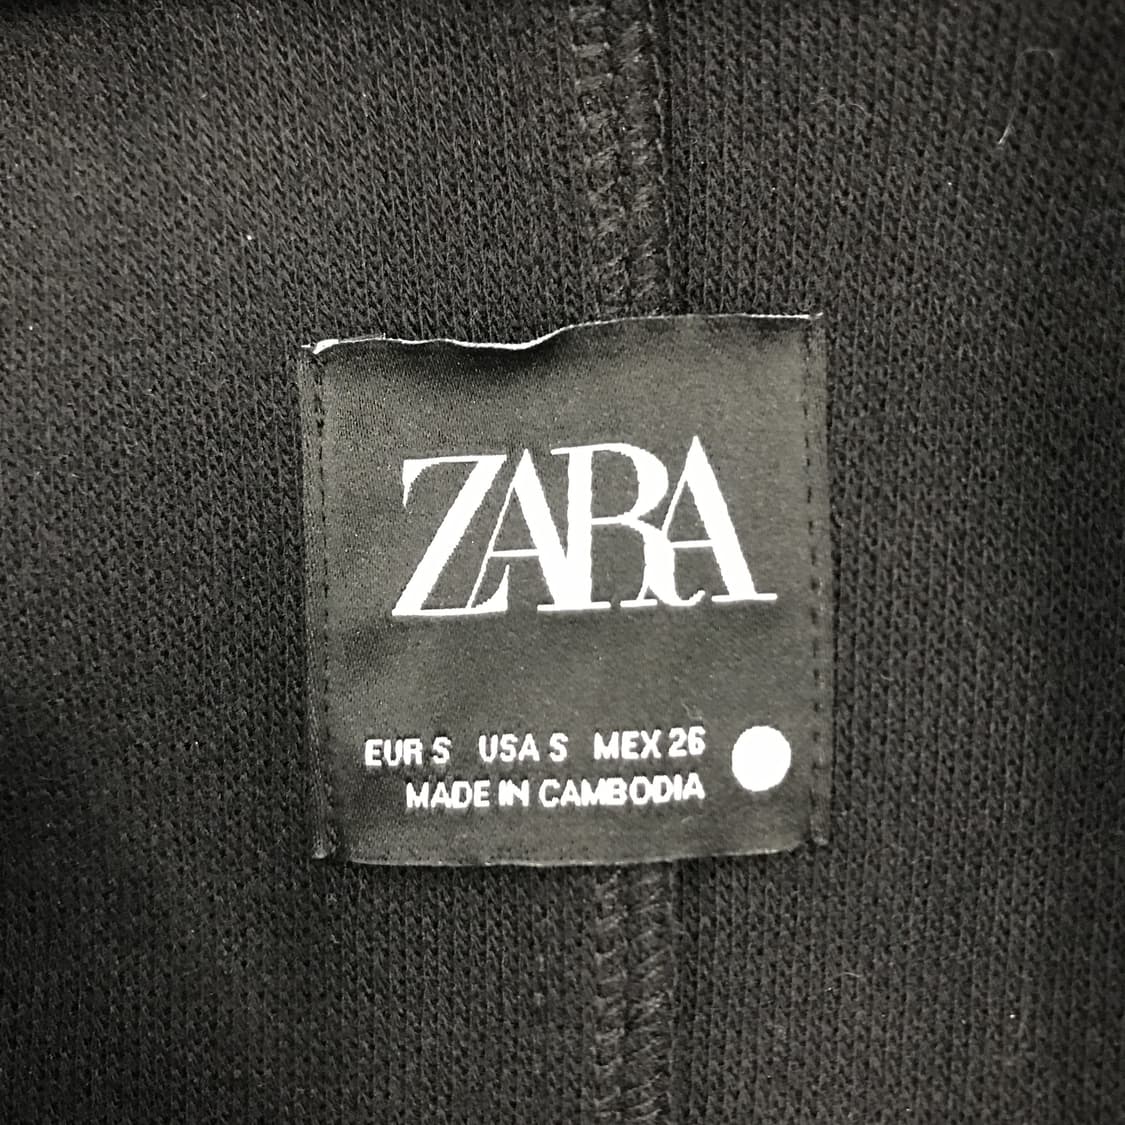 ZARA
EUR S USA S MEX 26
MADE IN CAMBODIA